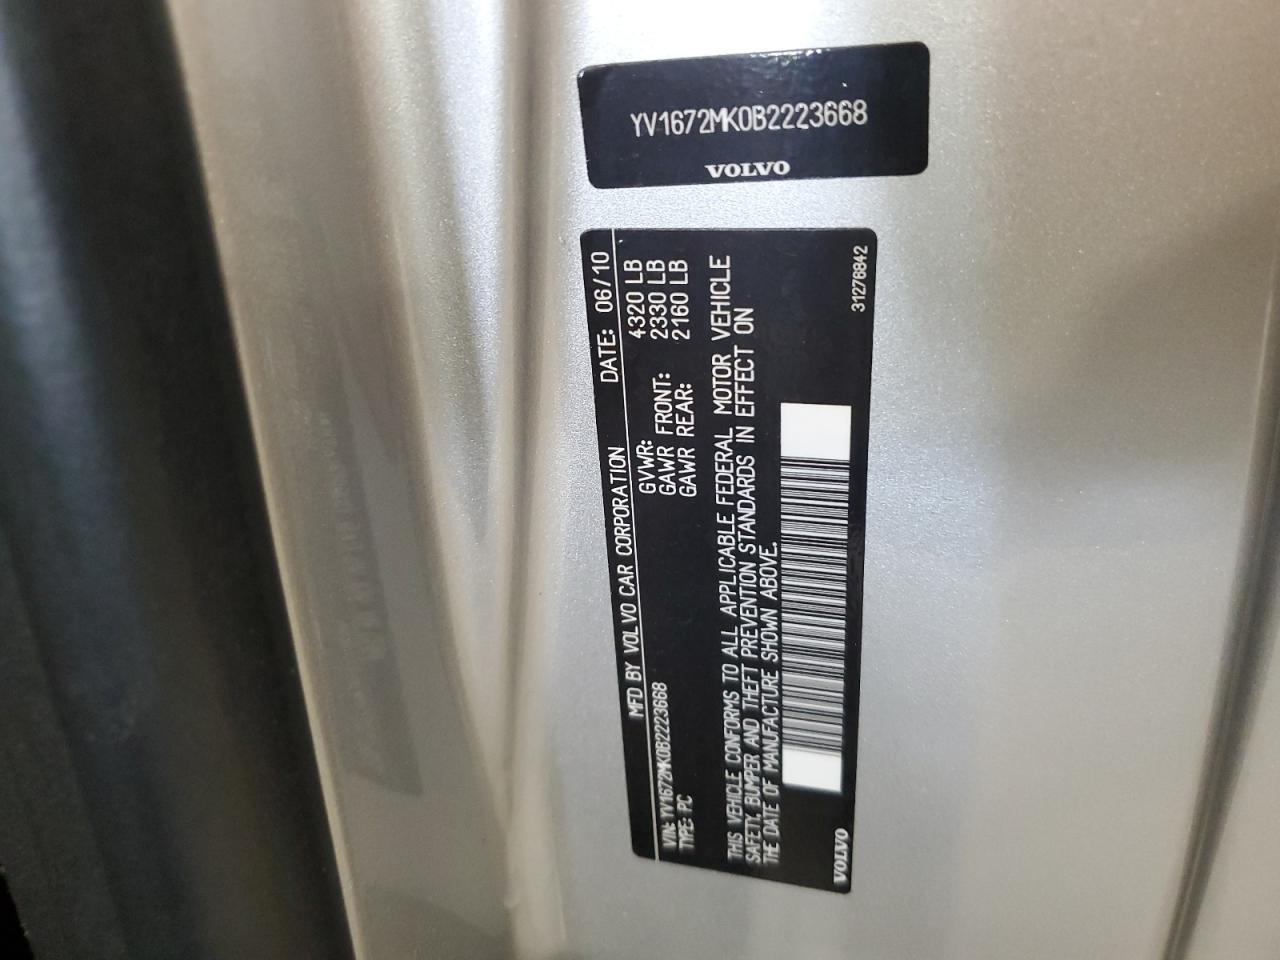 YV1672MK0B2223668
VOLVO
MFD BY VOLVO CAR CORPORATION DATE: 06/10
GVWR: 4320 LB
GAWR FRONT: 2330 LB
GAWR REAR: 2160 LB
VIN: YV1672MK0B2223668
TYPE: PC
THIS VEHICLE CONFORMS TO ALL APPLICABLE FEDERAL MOTOR VEHICLE
SAFETY, BUMPER AND THEFT PREVENTION STANDARDS IN EFFECT ON
THE DATE OF MANUFACTURE SHOWN ABOVE.
VOLVO
31276842